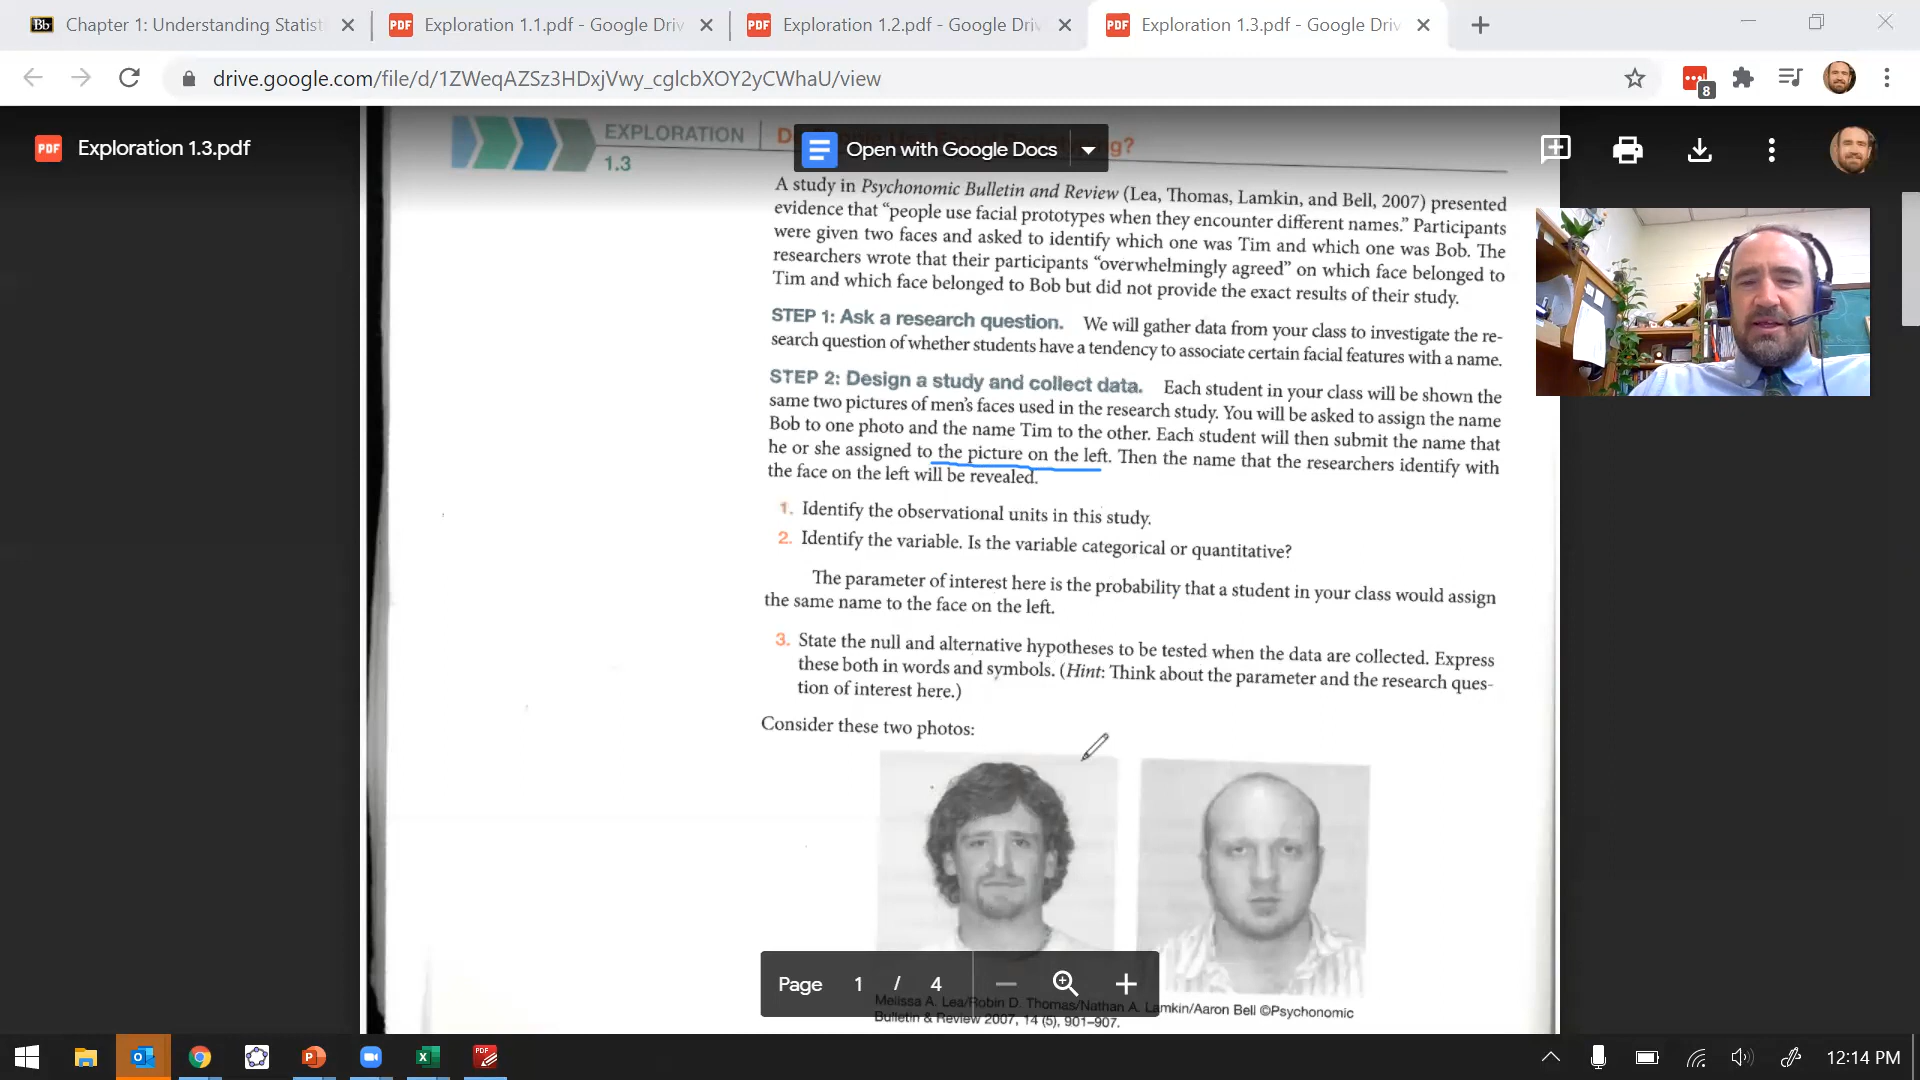 Chapter 1: Understanding Statist
Exploration 1.1.pdf - Google Driv
Exploration 1.2.pdf - Google Driv
Exploration 1.3.pdf - Google Driv
drive.google.com/file/d/1ZWeqAZSz3HDxjVwy_cglcbXOY2yCWhaU/view
8
PDF Exploration 1.3.pdf
Open with Google Docs
EXPLORATION
1.3
A study in Psychonomic Bulletin and Review (Lea, Thomas, Lamkin, and Bell, 2007) presented
evidence that “people use facial prototypes when they encounter different names.” Participants
were given two faces and asked to identify which one was Tim and which one was Bob. The
researchers wrote that their participants “overwhelmingly agreed” on which face belonged to
Tim and which face belonged to Bob but did not provide the exact results of their study.
STEP 1: Ask a research question. We will gather data from your class to investigate the re-
search question of whether students have a tendency to associate certain facial features with a name.
STEP 2: Design a study and collect data. Each student in your class will be shown the
same two pictures of men’s faces used in the research study. You will be asked to assign the name
Bob to one photo and the name Tim to the other. Each student will then submit the name that
he or she assigned to the picture on the left. Then the name that the researchers identify with
the face on the left will be revealed.
1. Identify the observational units in this study.
2. Identify the variable. Is the variable categorical or quantitative?
The parameter of interest here is the probability that a student in your class would assign
the same name to the face on the left.
3. State the null and alternative hypotheses to be tested when the data are collected. Express
these both in words and symbols. (Hint: Think about the parameter and the research ques-
tion of interest here.)
Consider these two photos:
Page 1 / 4
Melissa A. Lea/Robin D. Thomas/Nathan A. Lamkin/Aaron Bell ©Psychonomic
Bulletin & Review 2007, 14 (5), 901–907.
12:14 PM